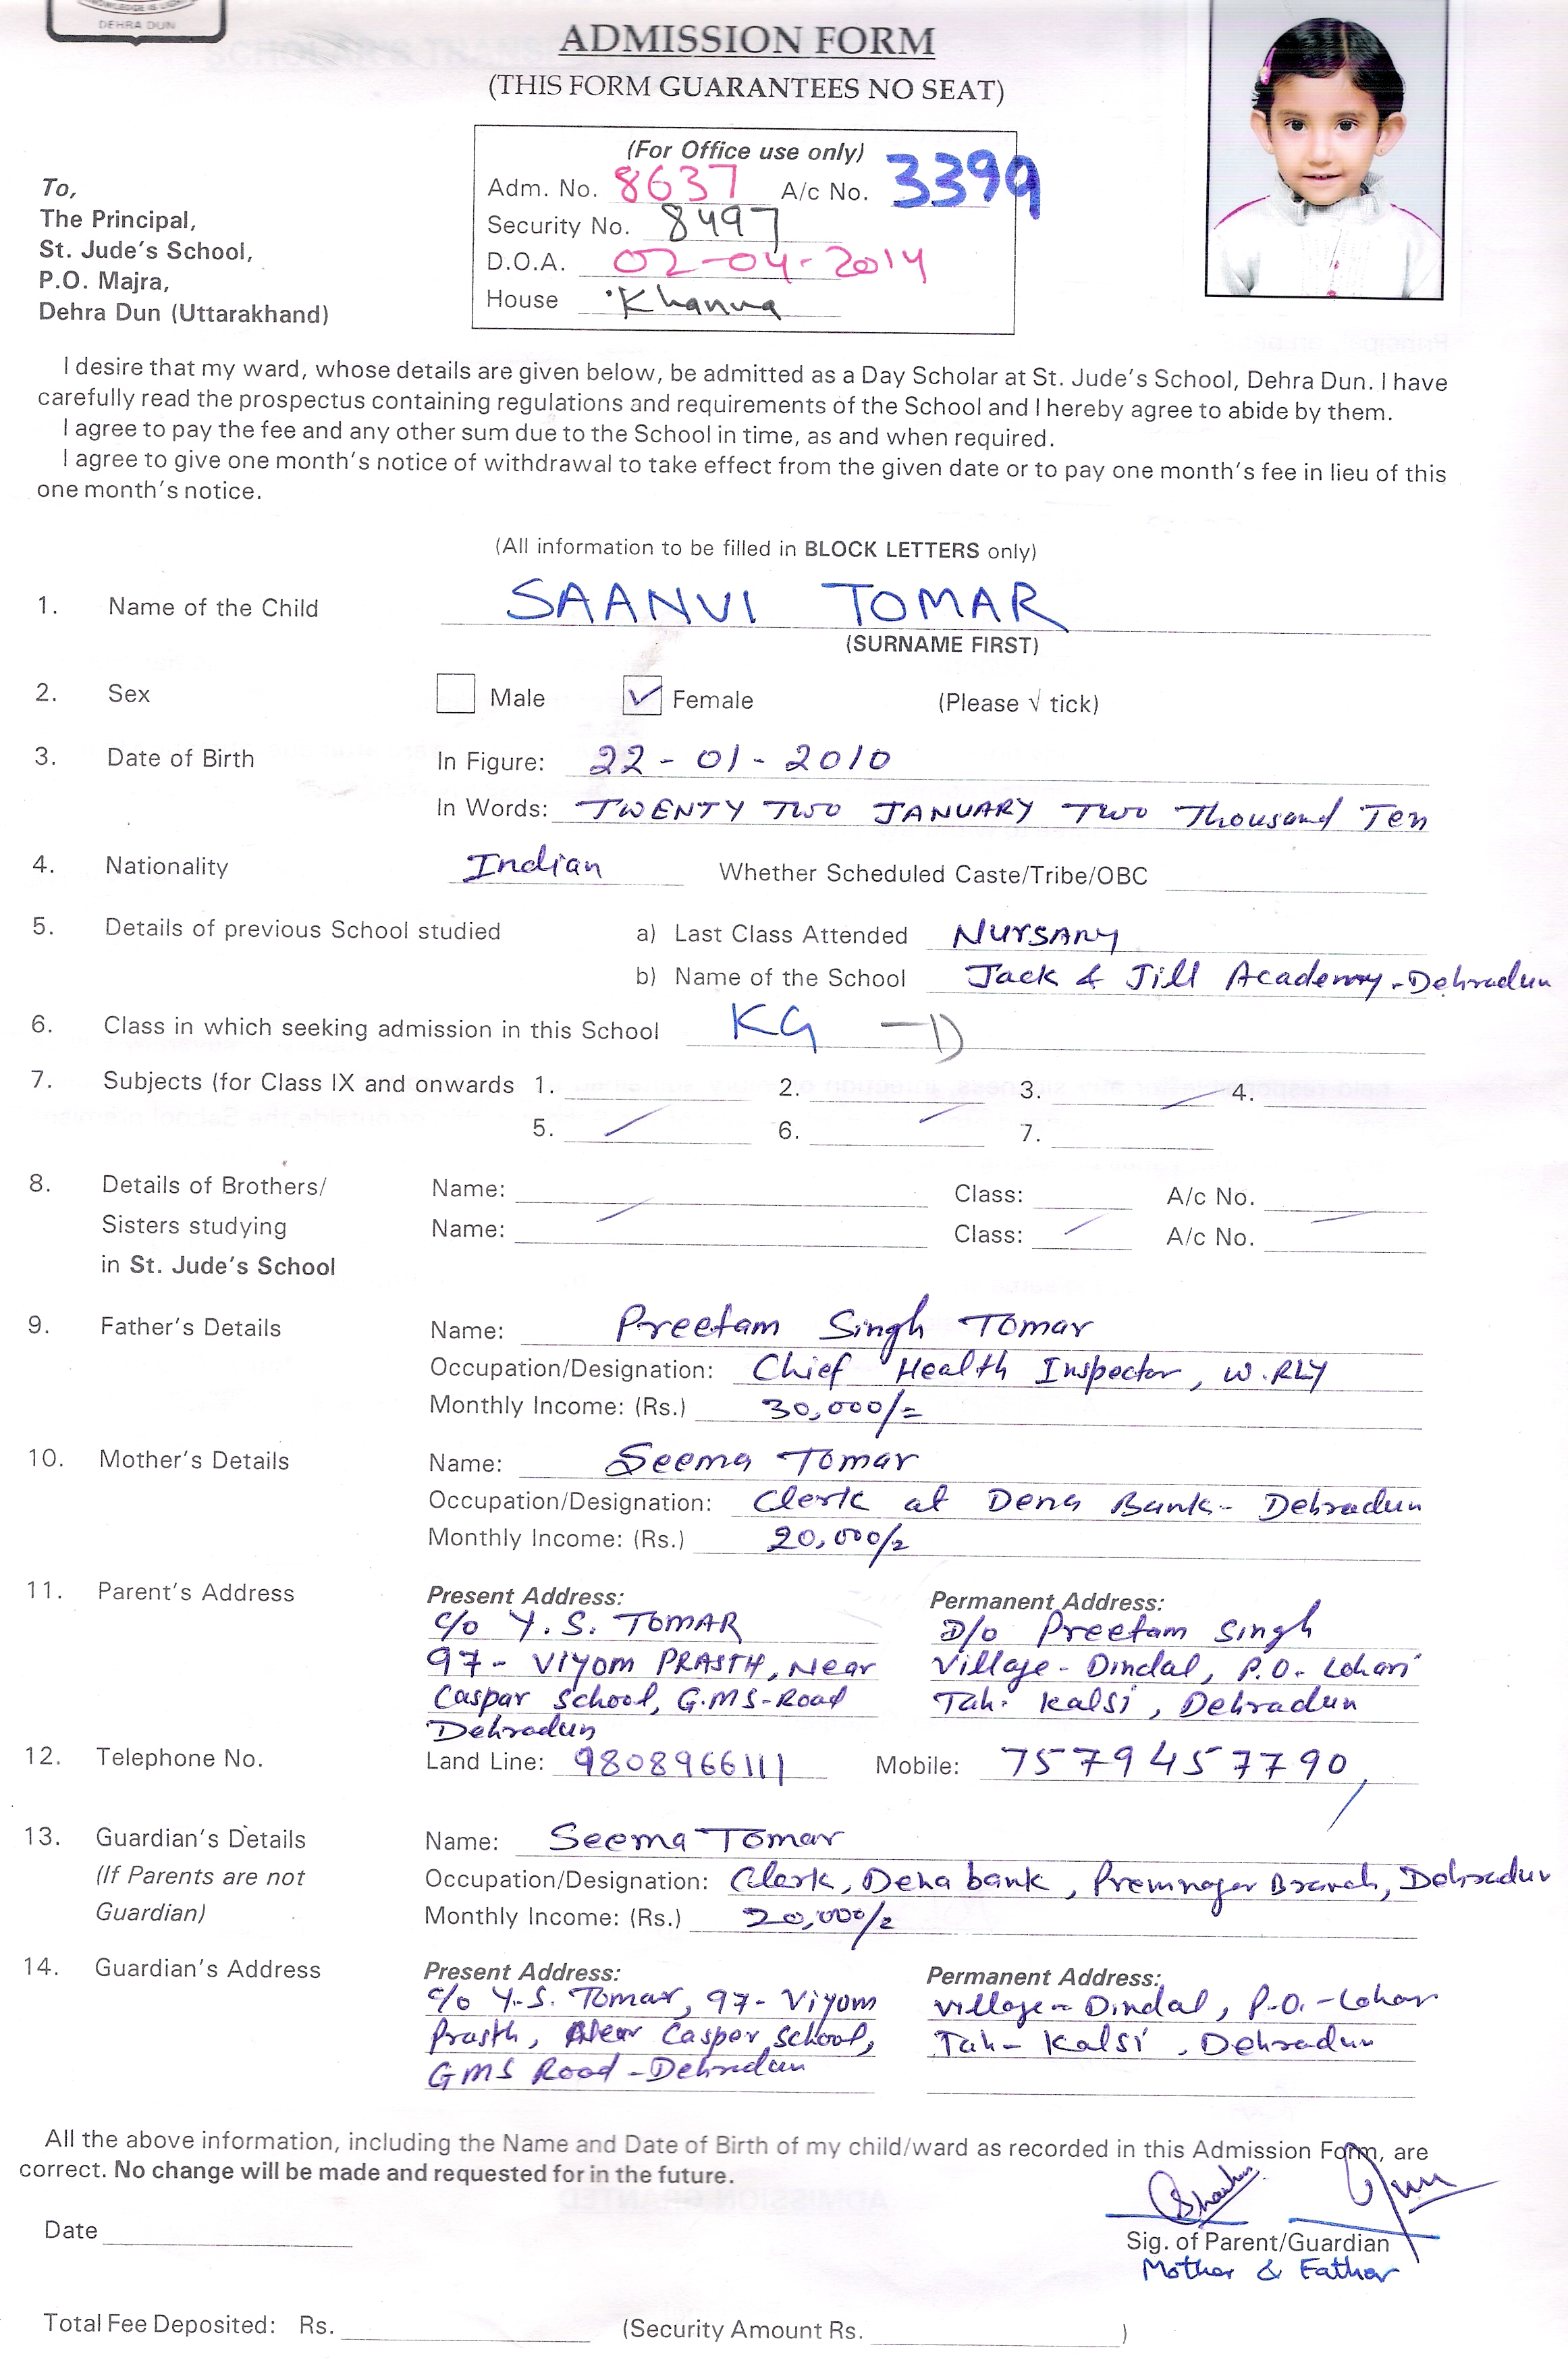 KNOWLEDGE IS LIGHT
DEHRA DUN
ADMISSION FORM
(THIS FORM GUARANTEES NO SEAT)
(For Office use only)
Adm. No. 8637 A/c No. 3399
Security No. 8497
D.O.A. 02-04-2014
House Khanna
To,
The Principal,
St. Jude's School,
P.O. Majra,
Dehra Dun (Uttarakhand)
I desire that my ward, whose details are given below, be admitted as a Day Scholar at St. Jude's School, Dehra Dun. I have
carefully read the prospectus containing regulations and requirements of the School and I hereby agree to abide by them.
I agree to pay the fee and any other sum due to the School in time, as and when required.
I agree to give one month's notice of withdrawal to take effect from the given date or to pay one month's fee in lieu of this
one month's notice.
(All information to be filled in BLOCK LETTERS only)
1. Name of the Child SAANVI TOMAR
(SURNAME FIRST)
2. Sex Male ✓ Female (Please √ tick)
3. Date of Birth In Figure: 22-01-2010
In Words: TWENTY TWO JANUARY TWO Thousand Ten
4. Nationality Indian Whether Scheduled Caste/Tribe/OBC
5. Details of previous School studied a) Last Class Attended NURSANY
b) Name of the School Jack & Jill Academy-Dehradun
6. Class in which seeking admission in this School KG - D
7. Subjects (for Class IX and onwards 1. 2. 3. 4.
5. 6. 7.
8. Details of Brothers/ Name: Class: A/c No.
Sisters studying Name: Class: A/c No.
in St. Jude's School
9. Father's Details Name: Preetam Singh Tomar
Occupation/Designation: Chief Health Inspector, W.RLY
Monthly Income: (Rs.) 30,000/=
10. Mother's Details Name: Seema Tomar
Occupation/Designation: Clerk at Dena Bank- Dehradun
Monthly Income: (Rs.) 20,000/=
11. Parent's Address Present Address: Permanent Address:
c/o Y.S. TOMAR D/o Preetam Singh
97- VIYOM PRASTH, Near Village- Dindal, P.O- Lohari
Caspar School, G.MS-Road Tah. Kalsi, Dehradun
Dehradun
12. Telephone No. Land Line: 9808966111 Mobile: 75794 57790
13. Guardian's Details Name: Seema Tomar
(If Parents are not Occupation/Designation: Clerk, Dena bank, Premnager Branch, Dehradun
Guardian) Monthly Income: (Rs.) 20,000/=
14. Guardian's Address Present Address: Permanent Address:
c/o Y.S. Tomar, 97- Viyom Village- Dindal, P.O.-Lohar
Prasth, Near Casper School, Tah- Kalsi, Dehradun
GMS Road -Dehradun
All the above information, including the Name and Date of Birth of my child/ward as recorded in this Admission Form, are
correct. No change will be made and requested for in the future.
Date
Sig. of Parent/Guardian
Mother & Father
Total Fee Deposited: Rs. (Security Amount Rs. )